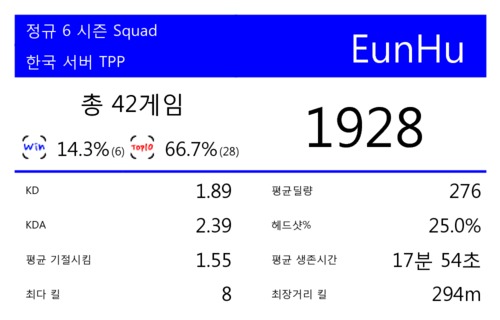 정규 6 시즌 Squad
한국 서버 TPP
EunHu
총 42게임
Win 14.3%(6) Top10 66.7%(28)
1928
KD 1.89
평균딜량 276
KDA 2.39
헤드샷% 25.0%
평균 기절시킴 1.55
평균 생존시간 17분 54초
최다 킬 8
최장거리 킬 294m